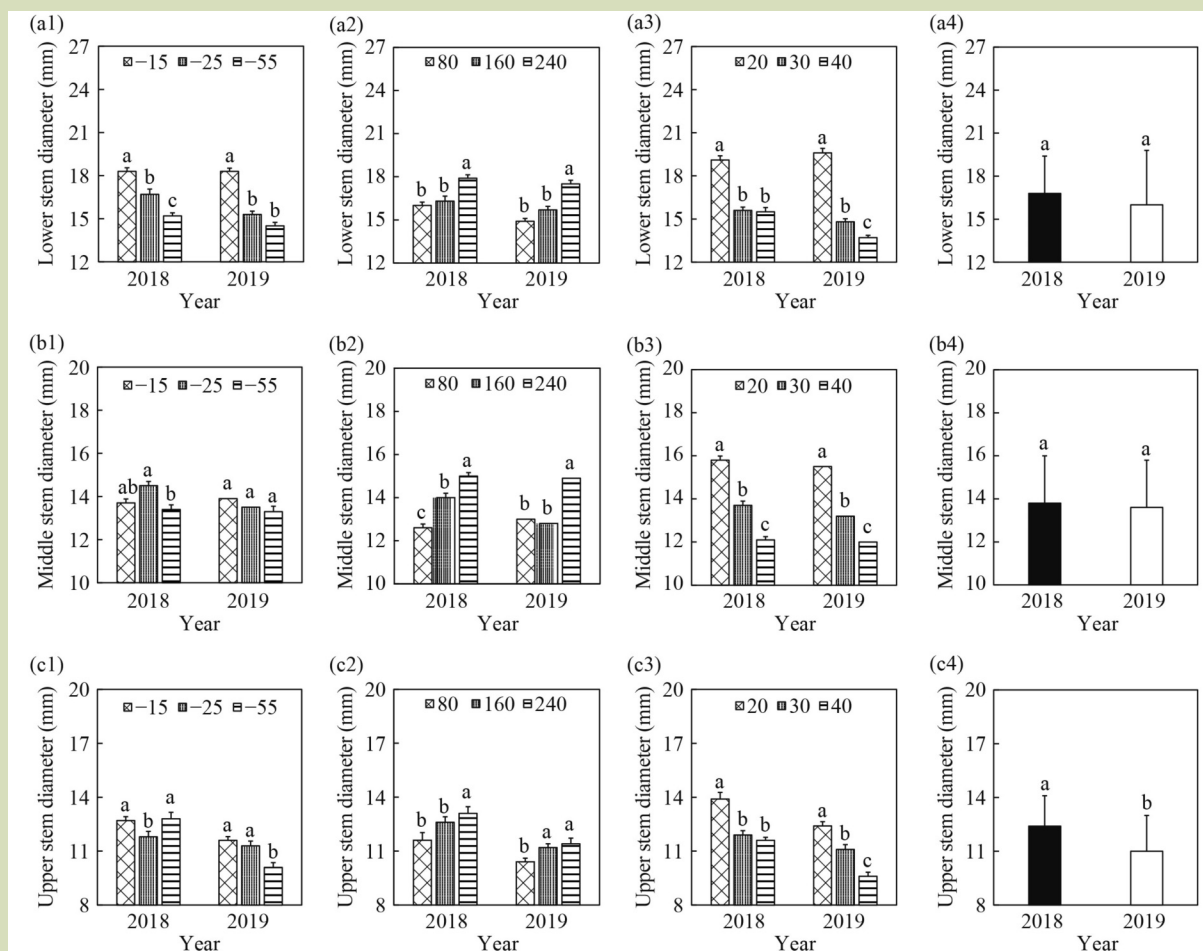 (a1)
27
24
21
18
15
12
Lower stem diameter (mm)
−15 −25 −55
a b c a b b
2018 2019
Year
(a2)
27
24
21
18
15
12
Lower stem diameter (mm)
80 160 240
b b a b b a
2018 2019
Year
(a3)
27
24
21
18
15
12
Lower stem diameter (mm)
20 30 40
a b b a b c
2018 2019
Year
(a4)
27
24
21
18
15
12
Lower stem diameter (mm)
a a
2018 2019
Year
(b1)
20
18
16
14
12
10
Middle stem diameter (mm)
−15 −25 −55
ab a b a a a
2018 2019
Year
(b2)
20
18
16
14
12
10
Middle stem diameter (mm)
80 160 240
c b a b b a
2018 2019
Year
(b3)
20
18
16
14
12
10
Middle stem diameter (mm)
20 30 40
a b c a b c
2018 2019
Year
(b4)
20
18
16
14
12
10
Middle stem diameter (mm)
a a
2018 2019
Year
(c1)
20
17
14
11
8
Upper stem diameter (mm)
−15 −25 −55
a b a a a b
2018 2019
Year
(c2)
20
17
14
11
8
Upper stem diameter (mm)
80 160 240
b b a b a a
2018 2019
Year
(c3)
20
17
14
11
8
Upper stem diameter (mm)
20 30 40
a b b a b c
2018 2019
Year
(c4)
20
17
14
11
8
Upper stem diameter (mm)
a b
2018 2019
Year